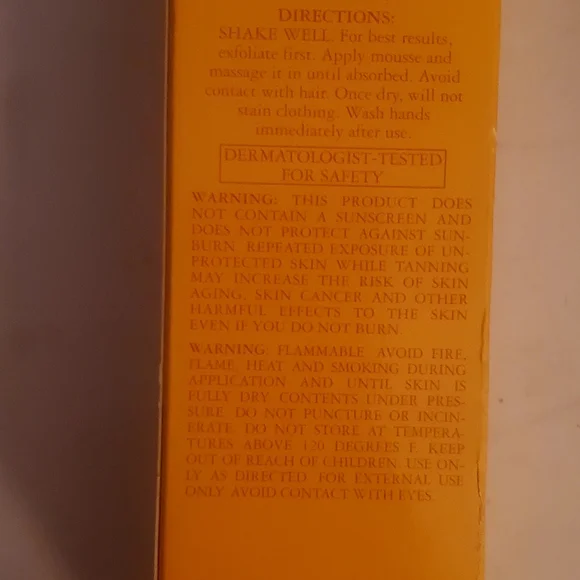 DIRECTIONS:
SHAKE WELL. For best results,
exfoliate first. Apply mousse and
massage it in until absorbed. Avoid
contact with hair. Once dry, will not
stain clothing. Wash hands
immediately after use.
DERMATOLOGIST-TESTED
FOR SAFETY
WARNING: THIS PRODUCT DOES
NOT CONTAIN A SUNSCREEN AND
DOES NOT PROTECT AGAINST SUN-
BURN. REPEATED EXPOSURE OF UN-
PROTECTED SKIN WHILE TANNING
MAY INCREASE THE RISK OF SKIN
AGING, SKIN CANCER AND OTHER
HARMFUL EFFECTS TO THE SKIN
EVEN IF YOU DO NOT BURN.
WARNING: FLAMMABLE. AVOID FIRE,
FLAME, HEAT AND SMOKING DURING
APPLICATION AND UNTIL SKIN IS
FULLY DRY. CONTENTS UNDER PRES-
SURE. DO NOT PUNCTURE OR INCIN-
ERATE. DO NOT STORE AT TEMPERA-
TURES ABOVE 120 DEGREES F. KEEP
OUT OF REACH OF CHILDREN. USE ON-
LY AS DIRECTED. FOR EXTERNAL USE
ONLY. AVOID CONTACT WITH EYES.